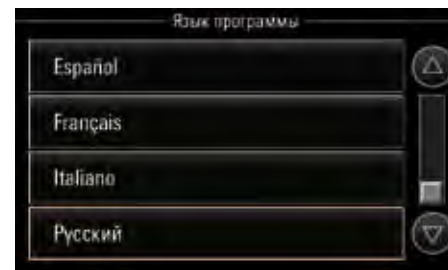 Язык программы
Español
Français
Italiano
Русский